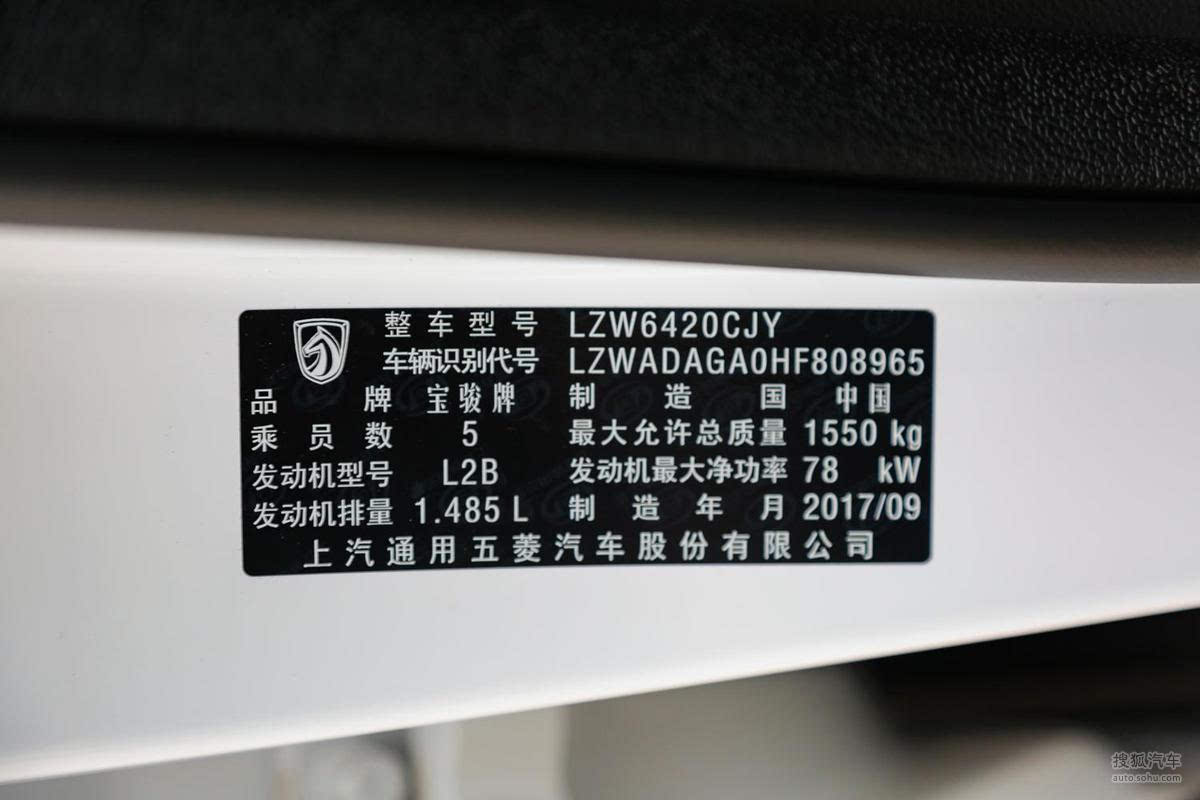 整车型号 LZW6420CJY
车辆识别代号 LZWADAGA0HF808965
品牌 宝骏牌 制造国 中国
乘员数 5 最大允许总质量 1550 kg
发动机型号 L2B 发动机最大净功率 78 kW
发动机排量 1.485 L 制造年月 2017/09
上汽通用五菱汽车股份有限公司
搜狐汽车
auto.sohu.com